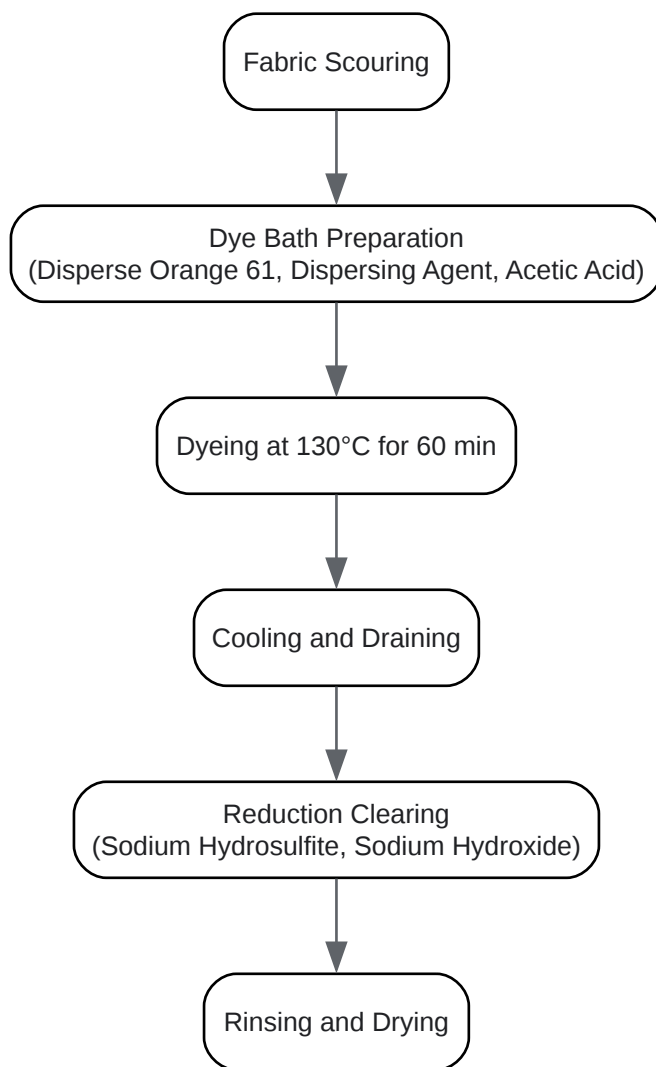 Fabric Scouring
Dye Bath Preparation
(Disperse Orange 61, Dispersing Agent, Acetic Acid)
Dyeing at 130°C for 60 min
Cooling and Draining
Reduction Clearing
(Sodium Hydrosulfite, Sodium Hydroxide)
Rinsing and Drying